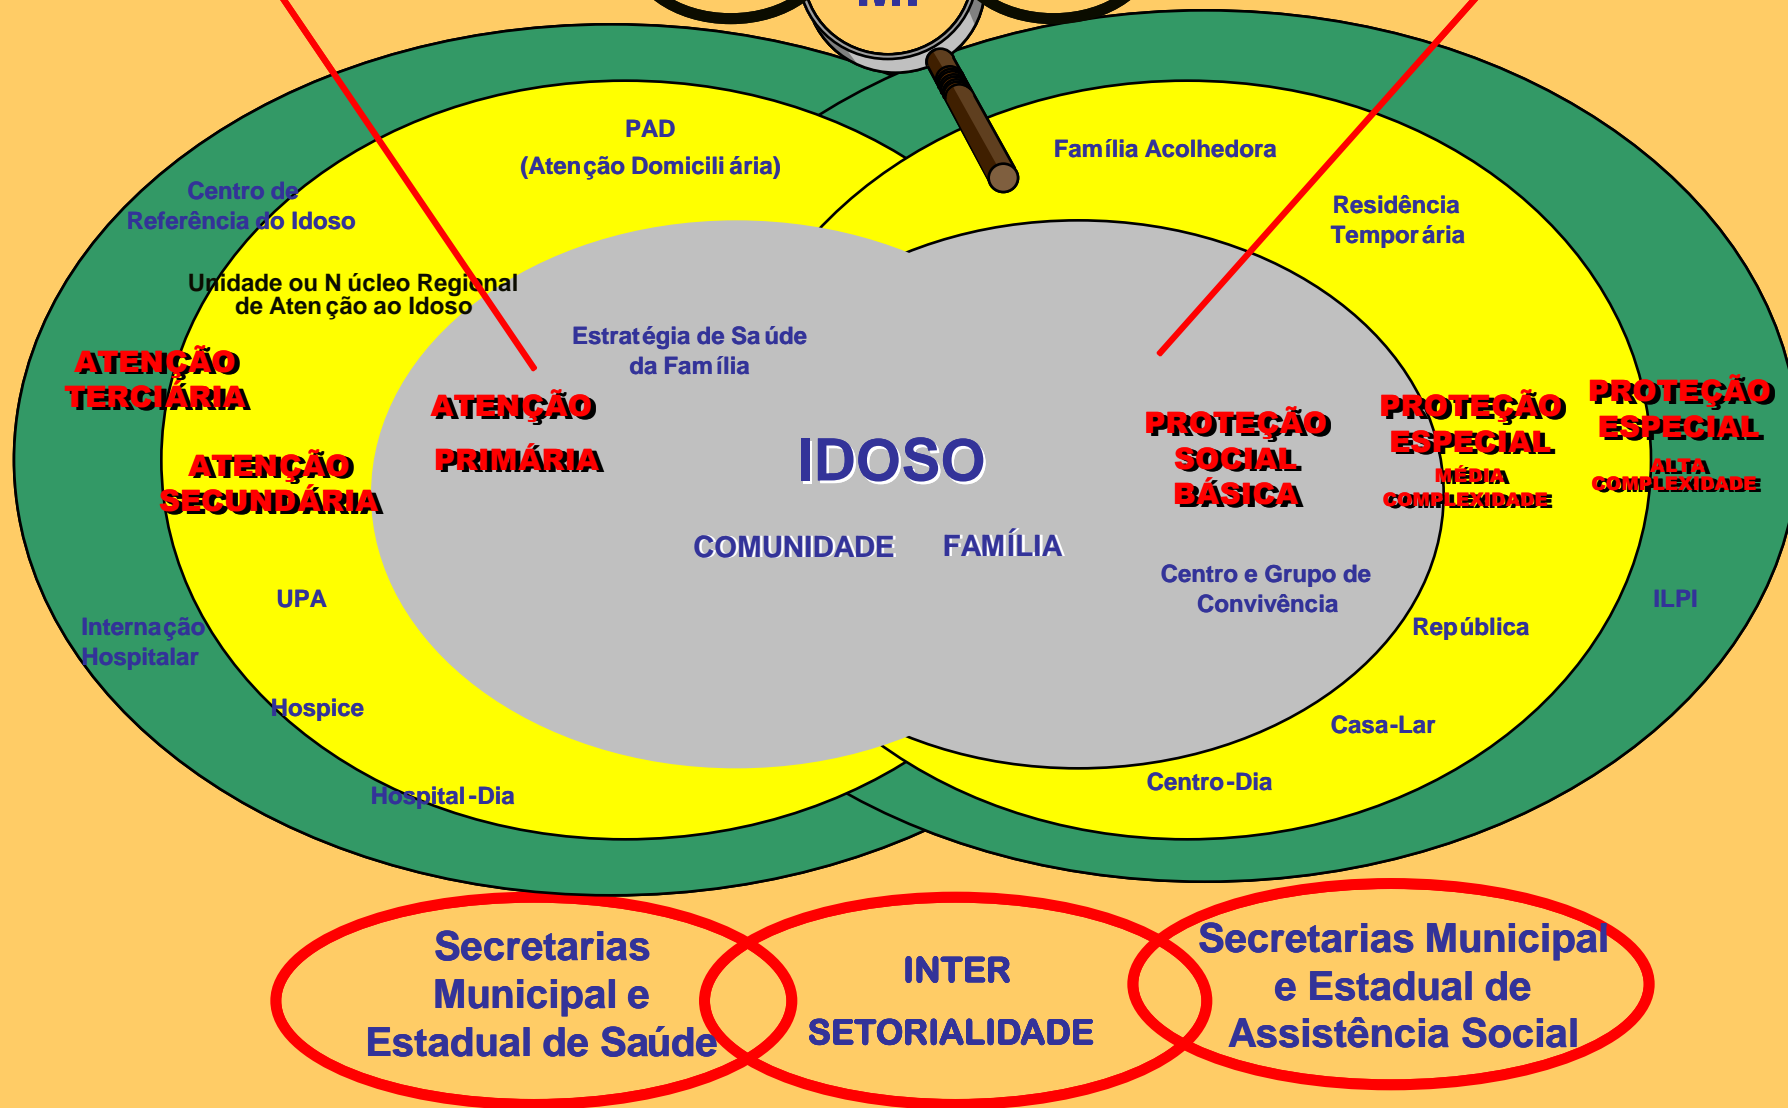 PAD
(Atenção Domiciliária)
Família Acolhedora
Centro de
Referência do Idoso
Residência
Temporária
Unidade ou Núcleo Regional
de Atenção ao Idoso
Estratégia de Saúde
da Família
ATENÇÃO
TERCIÁRIA
ATENÇÃO
PRIMÁRIA
ATENÇÃO
SECUNDÁRIA
IDOSO
PROTEÇÃO
SOCIAL
BÁSICA
PROTEÇÃO
ESPECIAL
MÉDIA
COMPLEXIDADE
PROTEÇÃO
ESPECIAL
ALTA
COMPLEXIDADE
COMUNIDADE FAMÍLIA
Centro e Grupo de
Convivência
UPA
ILPI
Internação
Hospitalar
República
Hospice
Casa-Lar
Centro-Dia
Hospital-Dia
Secretarias
Municipal e
Estadual de Saúde
INTER
SETORIALIDADE
Secretarias Municipal
e Estadual de
Assistência Social